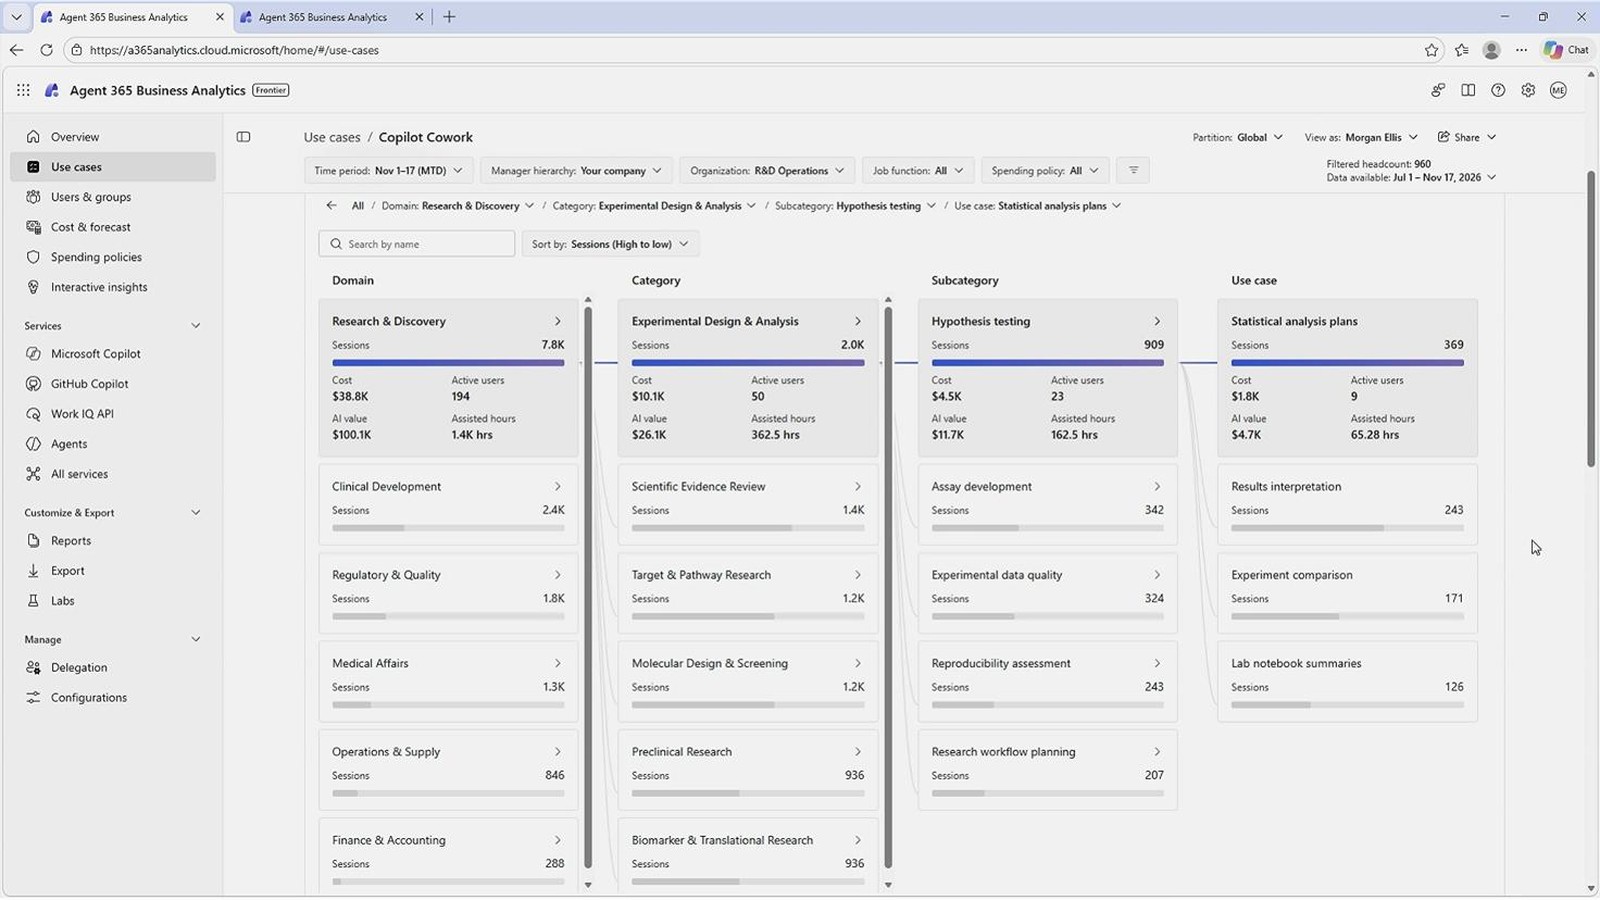 Agent 365 Business Analytics
Agent 365 Business Analytics
https://a365analytics.cloud.microsoft/home/#/use-cases
Chat
Agent 365 Business Analytics Frontier
ME
Overview
Use cases
Users & groups
Cost & forecast
Spending policies
Interactive insights
Services
Microsoft Copilot
GitHub Copilot
Work IQ API
Agents
All services
Customize & Export
Reports
Export
Labs
Manage
Delegation
Configurations
Use cases / Copilot Cowork
Partition: Global
View as: Morgan Ellis
Share
Time period: Nov 1–17 (MTD)
Manager hierarchy: Your company
Organization: R&D Operations
Job function: All
Spending policy: All
Filtered headcount: 960
Data available: Jul 1 – Nov 17, 2026
All / Domain: Research & Discovery / Category: Experimental Design & Analysis / Subcategory: Hypothesis testing / Use case: Statistical analysis plans
Search by name
Sort by: Sessions (High to low)
Domain
Research & Discovery
Sessions 7.8K
Cost Active users
$38.8K 194
AI value Assisted hours
$100.1K 1.4K hrs
Clinical Development
Sessions 2.4K
Regulatory & Quality
Sessions 1.8K
Medical Affairs
Sessions 1.3K
Operations & Supply
Sessions 846
Finance & Accounting
Sessions 288
Category
Experimental Design & Analysis
Sessions 2.0K
Cost Active users
$10.1K 50
AI value Assisted hours
$26.1K 362.5 hrs
Scientific Evidence Review
Sessions 1.4K
Target & Pathway Research
Sessions 1.2K
Molecular Design & Screening
Sessions 1.2K
Preclinical Research
Sessions 936
Biomarker & Translational Research
Sessions 936
Subcategory
Hypothesis testing
Sessions 909
Cost Active users
$4.5K 23
AI value Assisted hours
$11.7K 162.5 hrs
Assay development
Sessions 342
Experimental data quality
Sessions 324
Reproducibility assessment
Sessions 243
Research workflow planning
Sessions 207
Use case
Statistical analysis plans
Sessions 369
Cost Active users
$1.8K 9
AI value Assisted hours
$4.7K 65.28 hrs
Results interpretation
Sessions 243
Experiment comparison
Sessions 171
Lab notebook summaries
Sessions 126